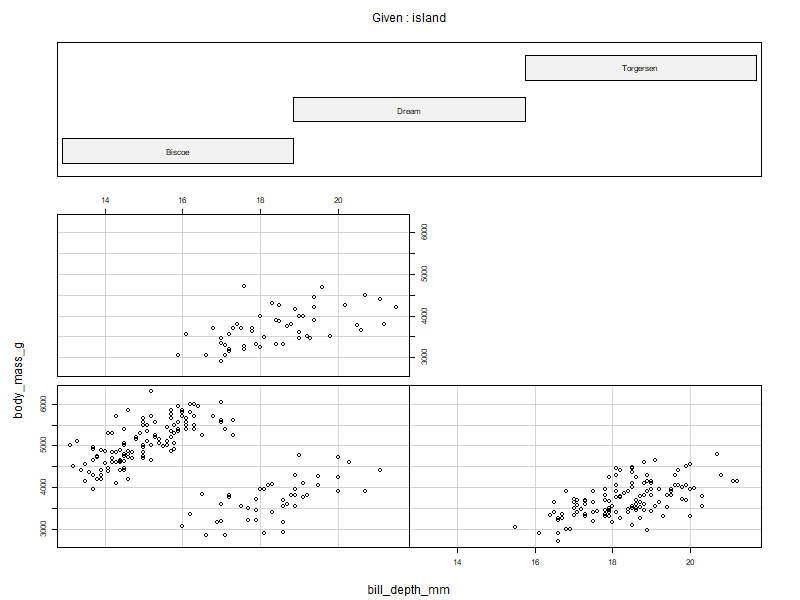 Given : island
Torgersen
Dream
Biscoe
14 16 18 20
6000
5000
4000
3000
body_mass_g
6000
5000
4000
3000
14 16 18 20
bill_depth_mm